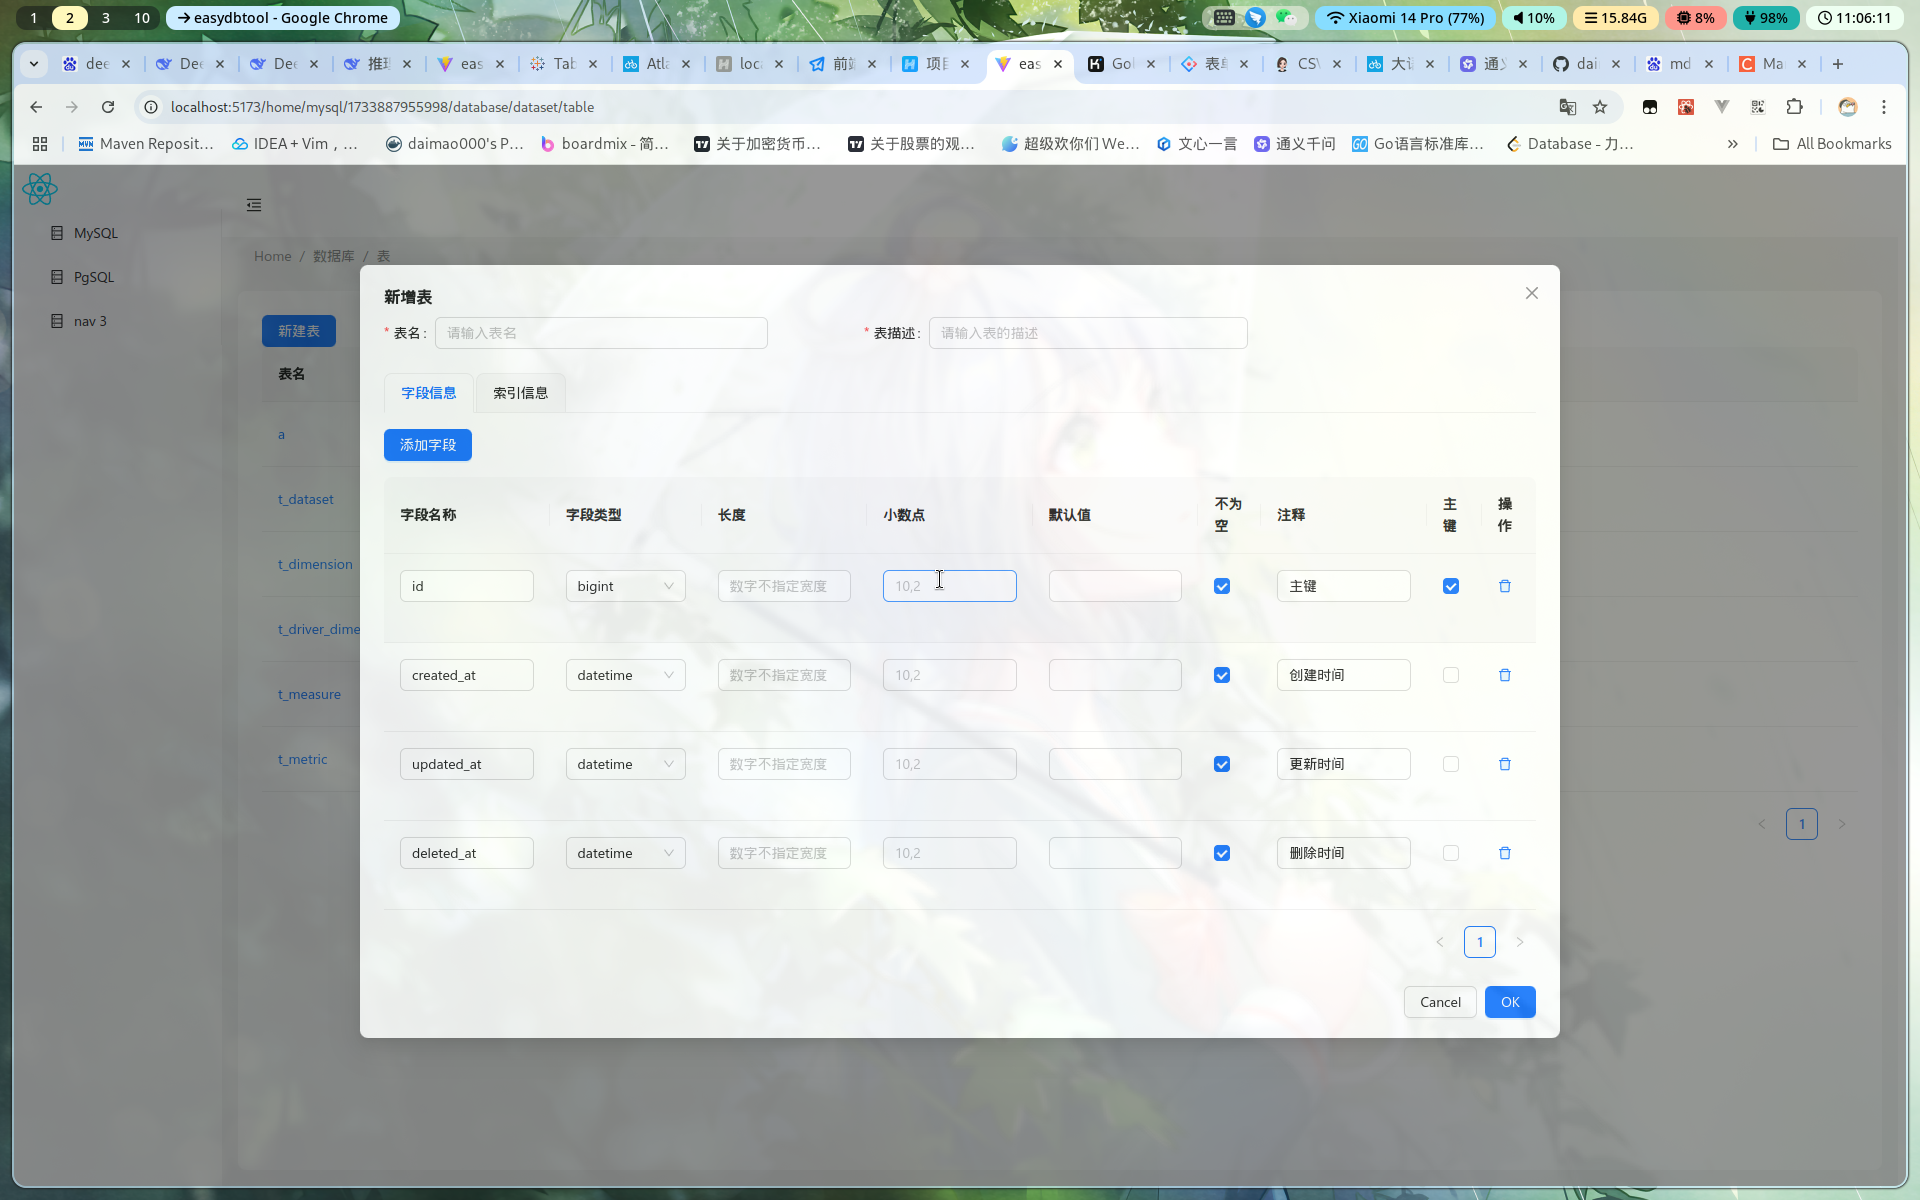 1 2 3 10 → easydbtool - Google Chrome Xiaomi 14 Pro (77%) 10% 15.84G 8% 98% 11:06:11
dee Dee Dee 推理 eas Tab Atla loca 前端 项目 eas Gol 表单 CSV 大 通义 dai md Ma
localhost:5173/home/mysql/1733887955998/database/dataset/table
Maven Reposit... IDEA + Vim , ... daimao000's P... boardmix - 简... 关于加密货币... 关于股票的观... 超级欢你们 We... 文心一言 通义千问 Go语言标准库... Database - 力... » All Bookmarks
MySQL
PgSQL
nav 3
Home / 数据库 / 表
新建表
表名
a
t_dataset
t_dimension
t_driver_dime
t_measure
t_metric
< 1 >
新增表
* 表名 : 请输入表名 * 表描述 : 请输入表的描述
字段信息 索引信息
添加字段
字段名称 字段类型 长度 小数点 默认值 不为空 注释 主键 操作
id bigint 数字不指定宽度 10,2 主键
created_at datetime 数字不指定宽度 10,2 创建时间
updated_at datetime 数字不指定宽度 10,2 更新时间
deleted_at datetime 数字不指定宽度 10,2 删除时间
< 1 >
Cancel OK